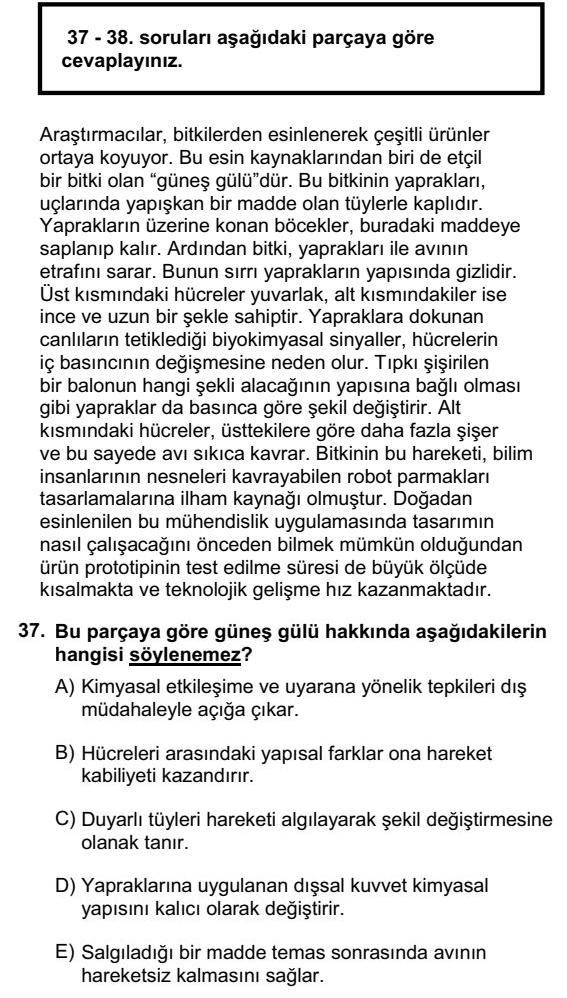 37 - 38. soruları aşağıdaki parçaya göre
cevaplayınız.
Araştırmacılar, bitkilerden esinlenerek çeşitli ürünler
ortaya koyuyor. Bu esin kaynaklarından biri de etçil
bir bitki olan “güneş gülü”dür. Bu bitkinin yaprakları,
uçlarında yapışkan bir madde olan tüylerle kaplıdır.
Yaprakların üzerine konan böcekler, buradaki maddeye
saplanıp kalır. Ardından bitki, yaprakları ile avının
etrafını sarar. Bunun sırrı yaprakların yapısında gizlidir.
Üst kısmındaki hücreler yuvarlak, alt kısmındakiler ise
ince ve uzun bir şekle sahiptir. Yapraklara dokunan
canlıların tetiklediği biyokimyasal sinyaller, hücrelerin
iç basıncının değişmesine neden olur. Tıpkı şişirilen
bir balonun hangi şekli alacağının yapısına bağlı olması
gibi yapraklar da basınca göre şekil değiştirir. Alt
kısmındaki hücreler, üsttekilere göre daha fazla şişer
ve bu sayede avı sıkıca kavrar. Bitkinin bu hareketi, bilim
insanlarının nesneleri kavrayabilen robot parmakları
tasarlamalarına ilham kaynağı olmuştur. Doğadan
esinlenilen bu mühendislik uygulamasında tasarımın
nasıl çalışacağını önceden bilmek mümkün olduğundan
ürün prototipinin test edilme süresi de büyük ölçüde
kısalmakta ve teknolojik gelişme hız kazanmaktadır.
37. Bu parçaya göre güneş gülü hakkında aşağıdakilerin
hangisi söylenemez?
A) Kimyasal etkileşime ve uyarana yönelik tepkileri dış
müdahaleyle açığa çıkar.
B) Hücreleri arasındaki yapısal farklar ona hareket
kabiliyeti kazandırır.
C) Duyarlı tüyleri hareketi algılayarak şekil değiştirmesine
olanak tanır.
D) Yapraklarına uygulanan dışsal kuvvet kimyasal
yapısını kalıcı olarak değiştirir.
E) Salgıladığı bir madde temas sonrasında avının
hareketsiz kalmasını sağlar.